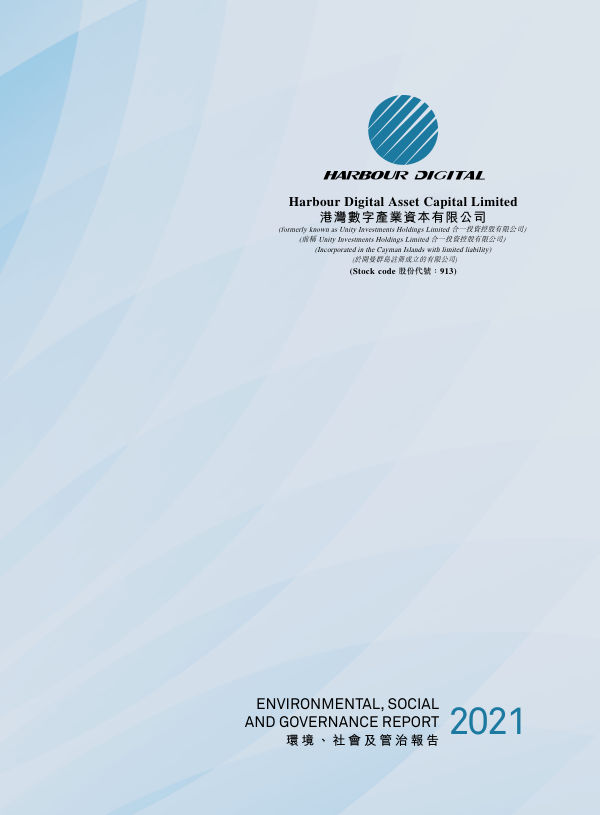 HARBOUR DIGITAL
Harbour Digital Asset Capital Limited
港灣數字產業資本有限公司
(formerly known as Unity Investments Holdings Limited 合一投資控股有限公司)
(前稱 Unity Investments Holdings Limited 合一投資控股有限公司)
(Incorporated in the Cayman Islands with limited liability)
(於開曼群島註冊成立的有限公司)
(Stock code 股份代號：913)
ENVIRONMENTAL, SOCIAL
AND GOVERNANCE REPORT 2021
環境、社會及管治報告